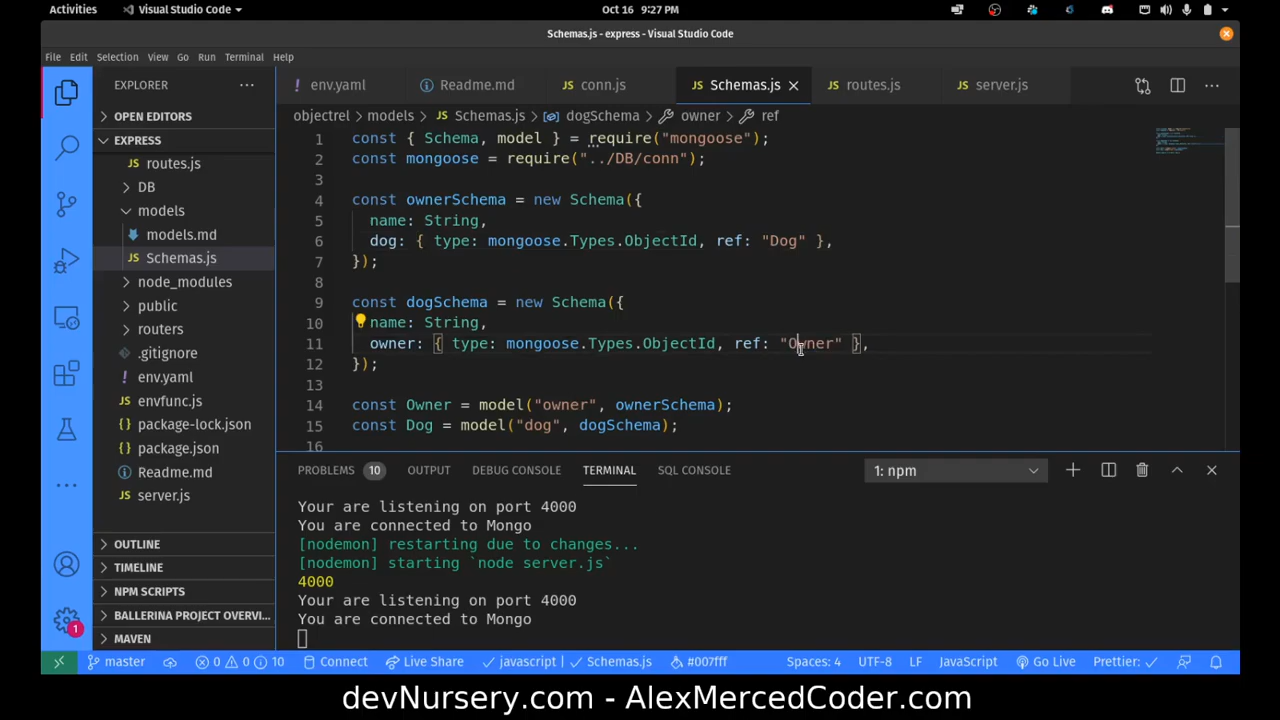 Activities Visual Studio Code Oct 16 9:27 PM
Schemas.js - express - Visual Studio Code
File Edit Selection View Go Run Terminal Help
EXPLORER
OPEN EDITORS
EXPRESS
routes.js
DB
models
models.md
Schemas.js
node_modules
public
routers
.gitignore
env.yaml
envfunc.js
package-lock.json
package.json
Readme.md
server.js
OUTLINE
TIMELINE
NPM SCRIPTS
BALLERINA PROJECT OVERVI...
MAVEN
1
env.yaml Readme.md conn.js Schemas.js routes.js server.js
objectrel > models > Schemas.js > dogSchema > owner > ref
1 const { Schema, model } = require("mongoose");
2 const mongoose = require("../DB/conn");
3
4 const ownerSchema = new Schema({
5 name: String,
6 dog: { type: mongoose.Types.ObjectId, ref: "Dog" },
7 });
8
9 const dogSchema = new Schema({
10 name: String,
11 owner: { type: mongoose.Types.ObjectId, ref: "Owner" },
12 });
13
14 const Owner = model("owner", ownerSchema);
15 const Dog = model("dog", dogSchema);
16
PROBLEMS 10 OUTPUT DEBUG CONSOLE TERMINAL SQL CONSOLE 1: npm
Your are listening on port 4000
You are connected to Mongo
[nodemon] restarting due to changes...
[nodemon] starting `node server.js`
4000
Your are listening on port 4000
You are connected to Mongo
master 0 0 10 Connect Live Share javascript Schemas.js #007fff Spaces: 4 UTF-8 LF JavaScript Go Live Prettier:
devNursery.com - AlexMercedCoder.com